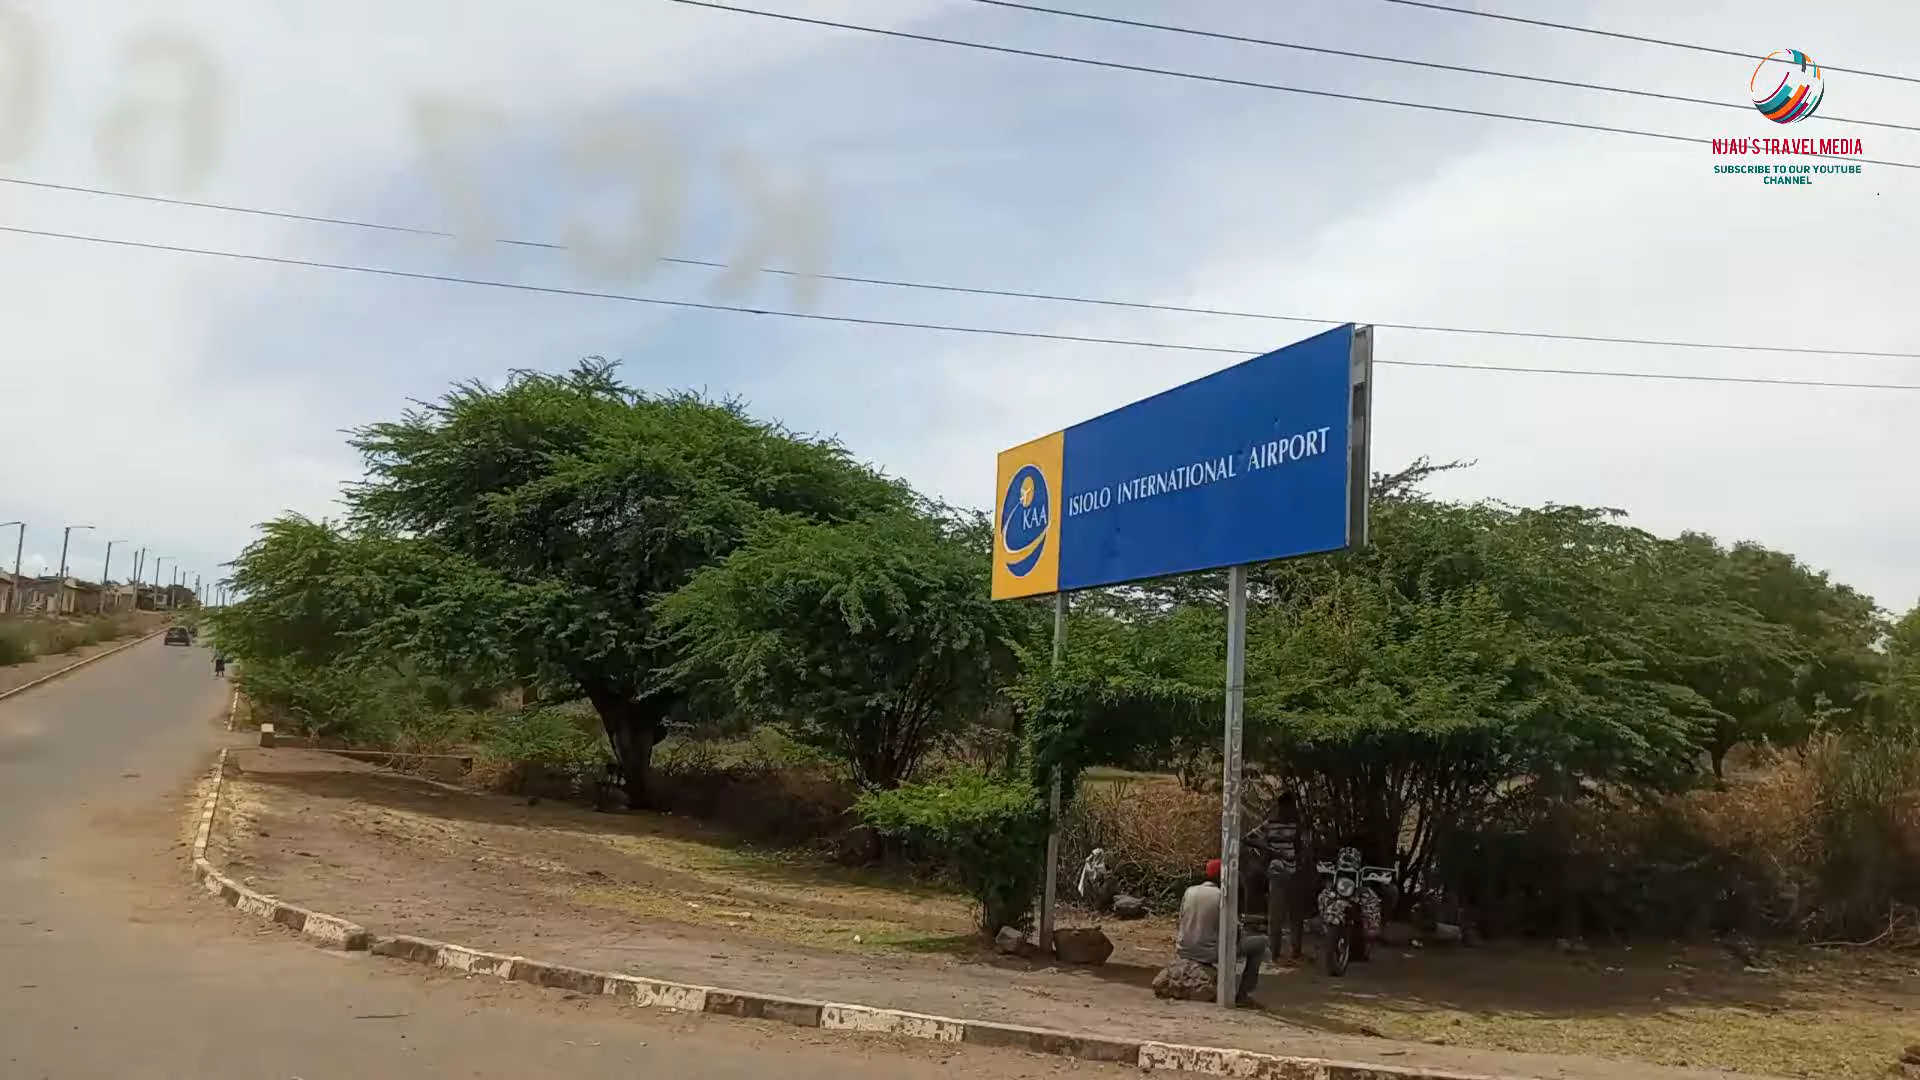 NJAU'S TRAVEL MEDIA
SUBSCRIBE TO OUR YOUTUBE
CHANNEL
ISIOLO INTERNATIONAL AIRPORT
KAA